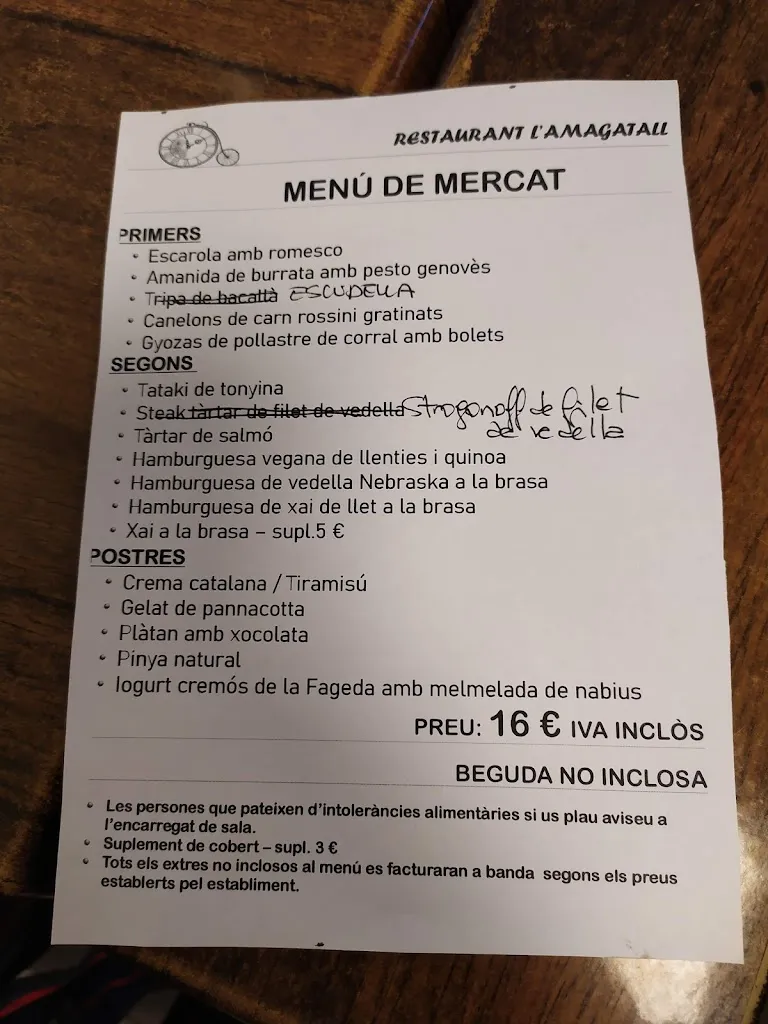 RESTAURANT L'AMAGATALL
MENÚ DE MERCAT
PRIMERS
• Escarola amb romesco
• Amanida de burrata amb pesto genovès
• Tripa de bacallà ESCUDELLA
• Canelons de carn rossini gratinats
• Gyozas de pollastre de corral amb bolets
SEGONS
• Tataki de tonyina
• Steak tàrtar de filet de vedella Strogonoff de filet
de vedella
• Tàrtar de salmó
• Hamburguesa vegana de llenties i quinoa
• Hamburguesa de vedella Nebraska a la brasa
• Hamburguesa de xai de llet a la brasa
• Xai a la brasa – supl.5 €
POSTRES
• Crema catalana / Tiramisú
• Gelat de pannacotta
• Plàtan amb xocolata
• Pinya natural
• Iogurt cremós de la Fageda amb melmelada de nabius
PREU: 16 € IVA INCLÒS
BEGUDA NO INCLOSA
• Les persones que pateixen d'intoleràncies alimentàries si us plau aviseu a
l'encarregat de sala.
• Suplement de cobert – supl. 3 €
• Tots els extres no inclosos al menú es facturaran a banda segons els preus
establerts pel establiment.